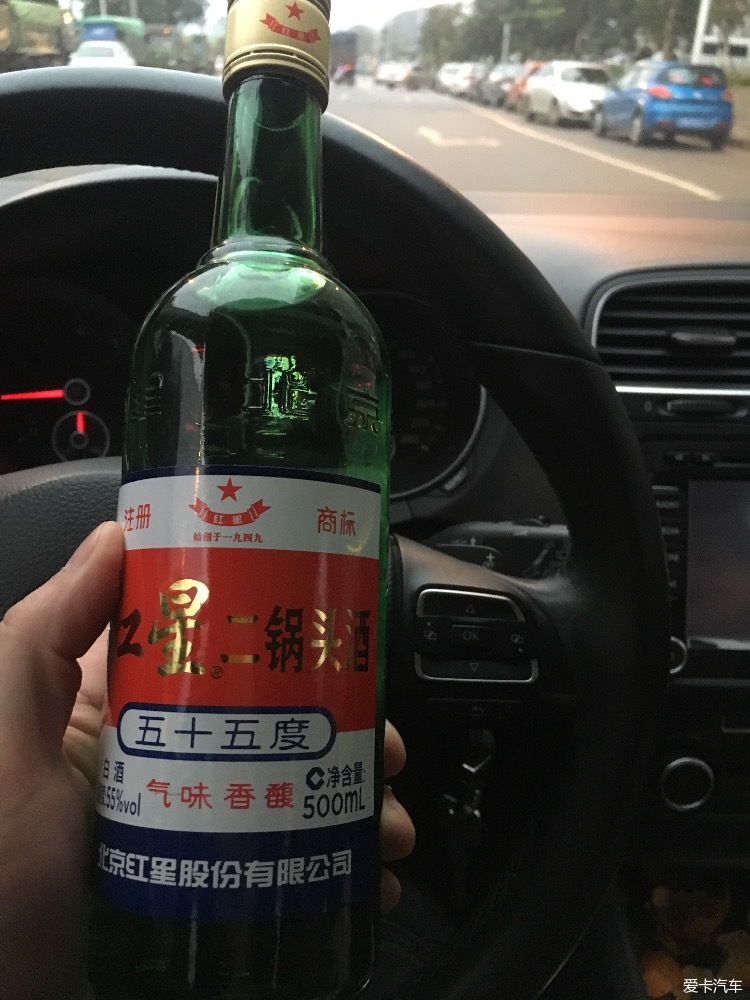 红星
注册
商标
红星
始创于一九四九
红星二锅头酒
五十五度
白酒
气味香馥
净含量:
55%vol
500mL
北京红星股份有限公司
OK
爱卡汽车